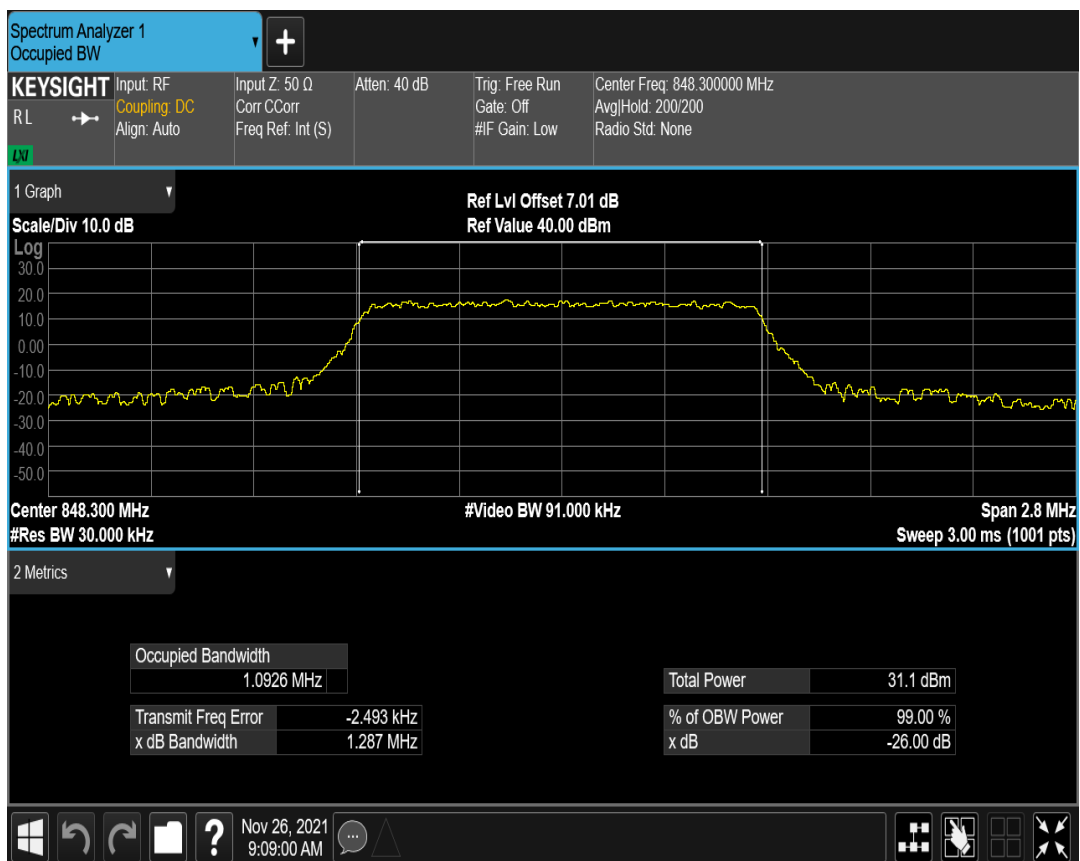 Spectrum Analyzer 1
Occupied BW
+
KEYSIGHT
RL
LXI
Input: RF
Coupling: DC
Align: Auto
Input Z: 50 Ω
Corr CCorr
Freq Ref: Int (S)
Atten: 40 dB
Trig: Free Run
Gate: Off
#IF Gain: Low
Center Freq: 848.300000 MHz
Avg|Hold: 200/200
Radio Std: None
1 Graph
Scale/Div 10.0 dB
Ref Lvl Offset 7.01 dB
Ref Value 40.00 dBm
Log
30.0
20.0
10.0
0.00
-10.0
-20.0
-30.0
-40.0
-50.0
Center 848.300 MHz
#Video BW 91.000 kHz
Span 2.8 MHz
#Res BW 30.000 kHz
Sweep 3.00 ms (1001 pts)
2 Metrics
Occupied Bandwidth
1.0926 MHz
Total Power 31.1 dBm
Transmit Freq Error -2.493 kHz
% of OBW Power 99.00 %
x dB Bandwidth 1.287 MHz
x dB -26.00 dB
?
Nov 26, 2021
9:09:00 AM
...